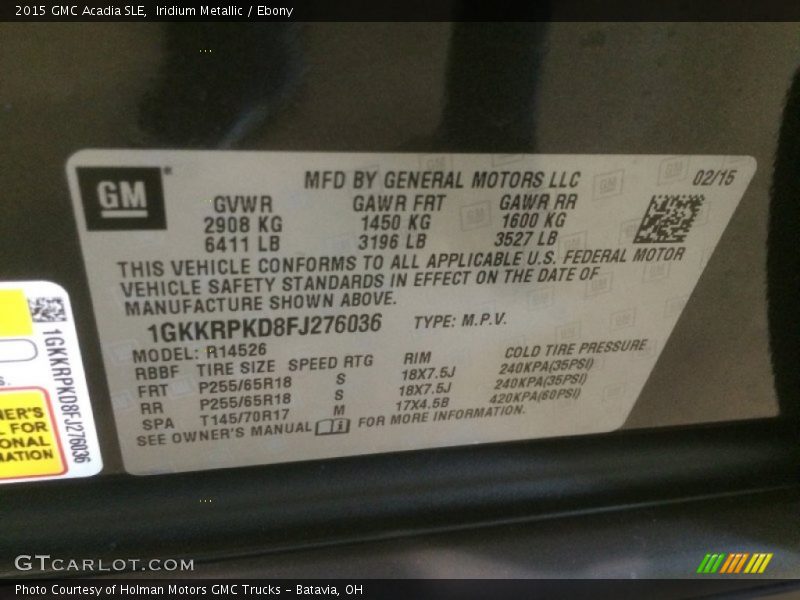 2015 GMC Acadia SLE, Iridium Metallic / Ebony
GM
MFD BY GENERAL MOTORS LLC 02/15
GVWR GAWR FRT GAWR RR
2908 KG 1450 KG 1600 KG
6411 LB 3196 LB 3527 LB
THIS VEHICLE CONFORMS TO ALL APPLICABLE U.S. FEDERAL MOTOR
VEHICLE SAFETY STANDARDS IN EFFECT ON THE DATE OF
MANUFACTURE SHOWN ABOVE.
1GKKRPKD8FJ276036 TYPE: M.P.V.
MODEL: R14526
RBBF TIRE SIZE SPEED RTG RIM COLD TIRE PRESSURE
FRT P255/65R18 S 18X7.5J 240KPA(35PSI)
RR P255/65R18 S 18X7.5J 240KPA(35PSI)
SPA T145/70R17 M 17X4.5B 420KPA(60PSI)
SEE OWNER'S MANUAL FOR MORE INFORMATION.
1GKKRPKD8FJ276036
NER'S
L FOR
ONAL
MATION
GTCARLOT.COM
Photo Courtesy of Holman Motors GMC Trucks - Batavia, OH